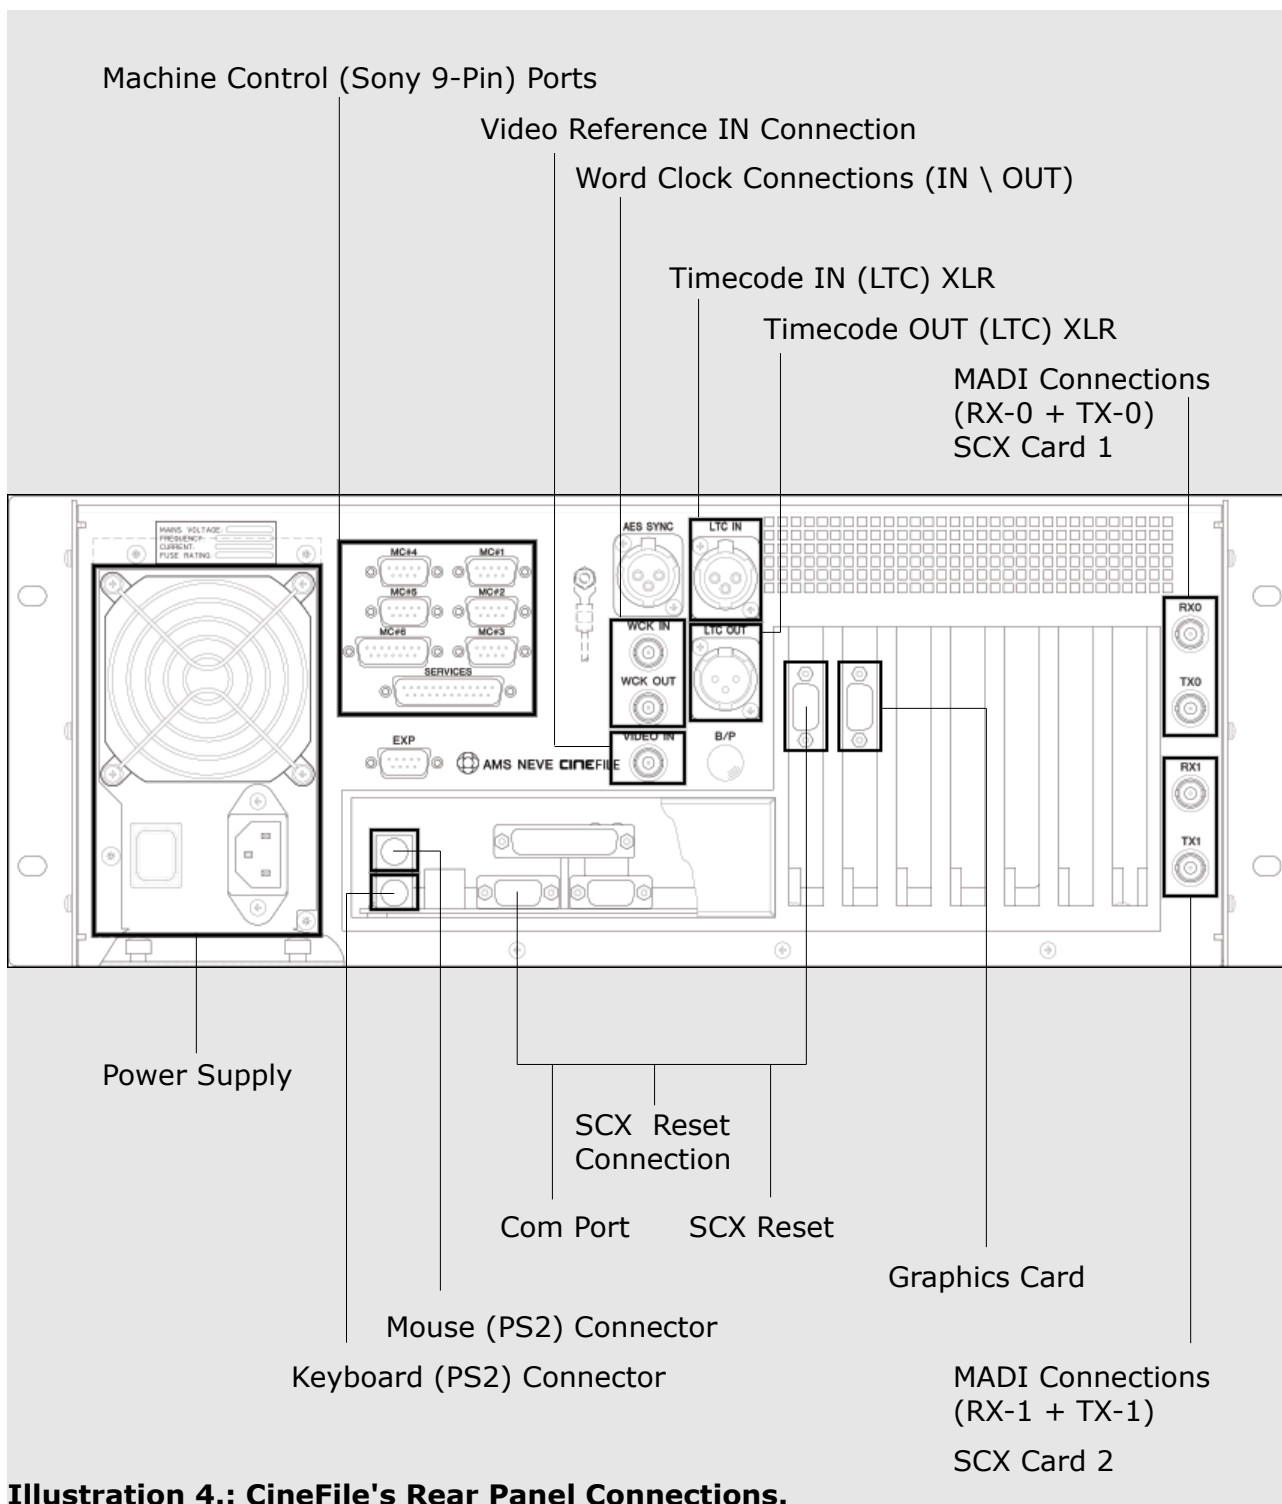 Machine Control (Sony 9-Pin) Ports
Video Reference IN Connection
Word Clock Connections (IN \ OUT)
Timecode IN (LTC) XLR
Timecode OUT (LTC) XLR
MADI Connections
(RX-0 + TX-0)
SCX Card 1
MAINS VOLTAGE:
FREQUENCY:
CURRENT:
FUSE RATING
MC#4
MC#1
MC#5
MC#2
MC#6
MC#3
SERVICES
EXP
AMS NEVE CINEFILE
AES SYNC
LTC IN
WCK IN
LTC OUT
WCK OUT
VIDEO IN
B/P
RX0
TX0
RX1
TX1
Power Supply
SCX Reset
Connection
Com Port
SCX Reset
Graphics Card
Mouse (PS2) Connector
Keyboard (PS2) Connector
MADI Connections
(RX-1 + TX-1)
SCX Card 2
Illustration 4.: CineFile's Rear Panel Connections.